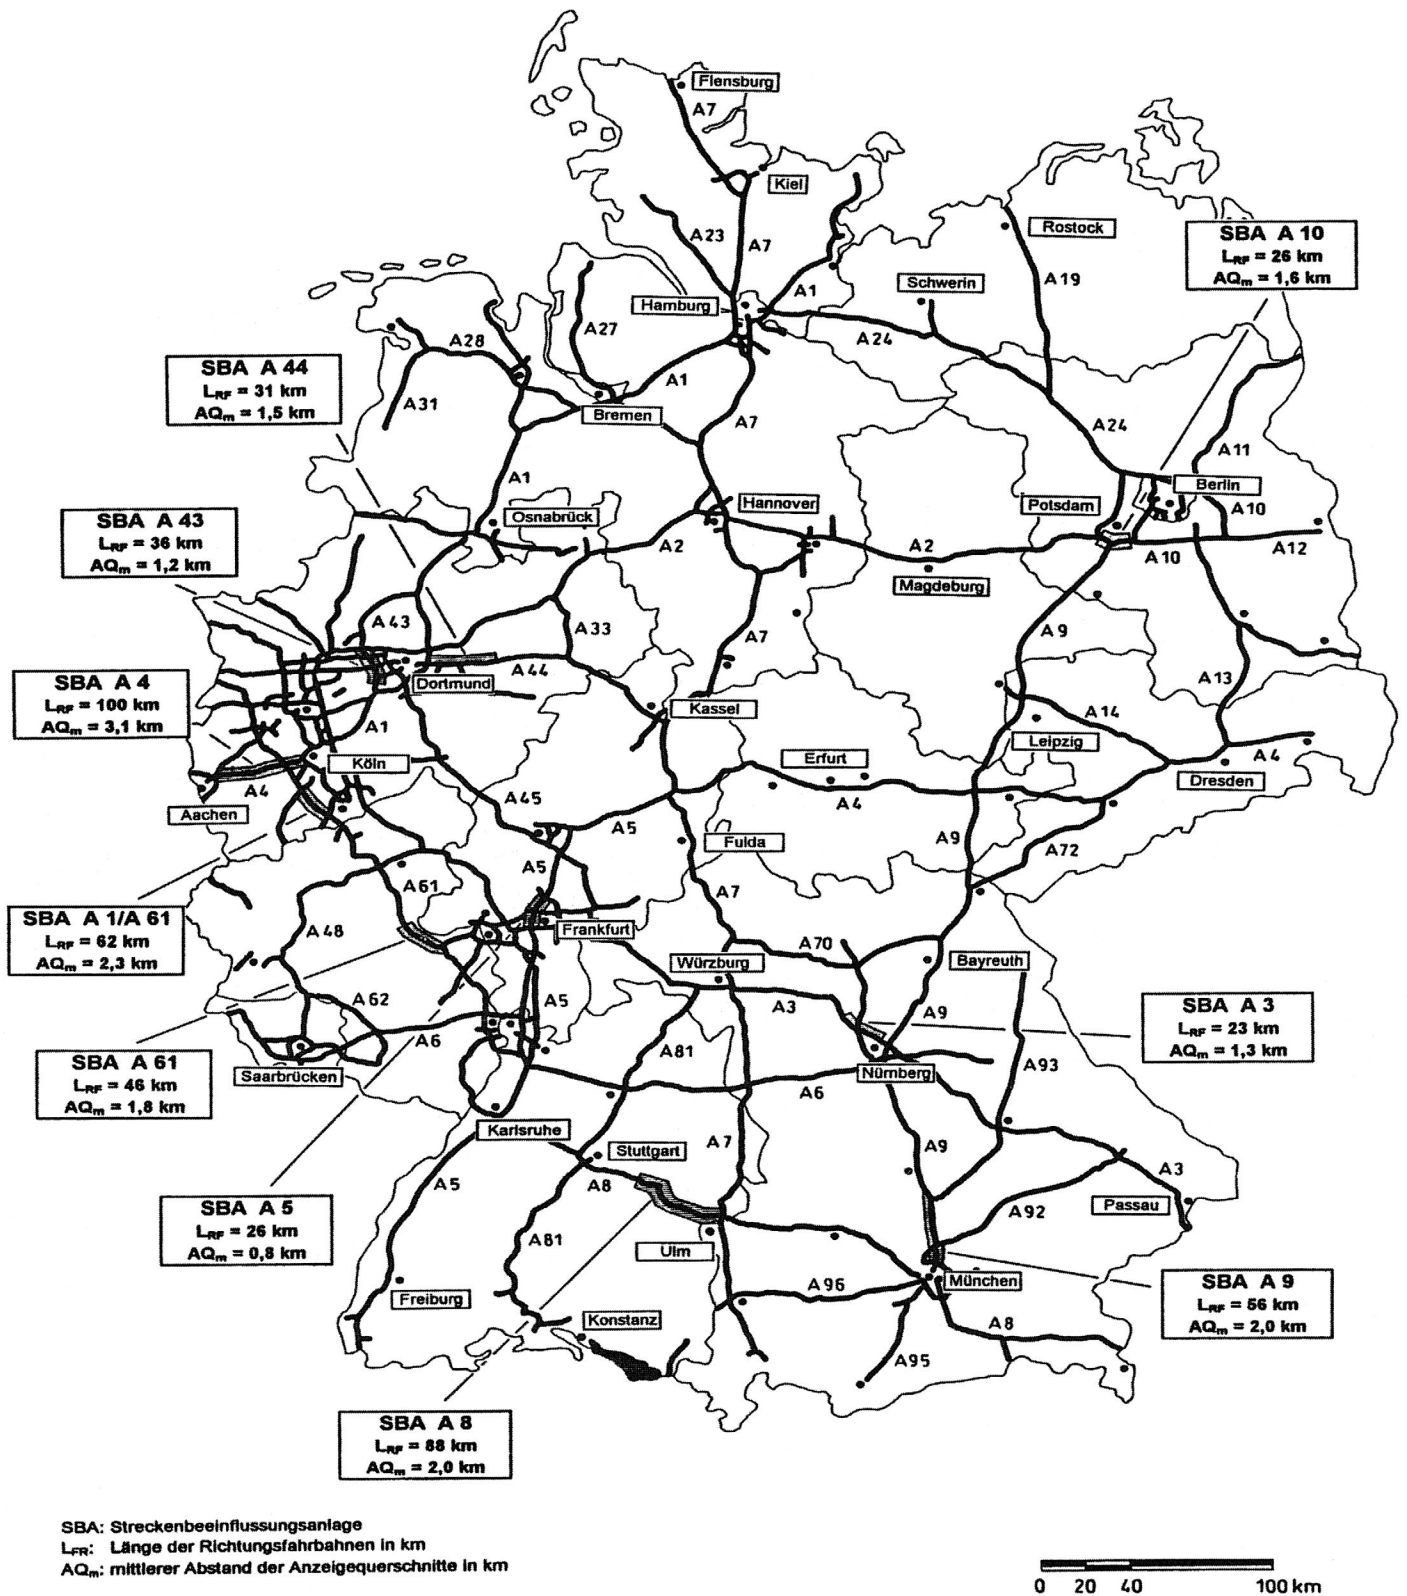 Flensburg
A7
Kiel
A23
A7
Rostock
SBA A 10
LRF = 26 km
AQm = 1,6 km
A19
Schwerin
A1
Hamburg
A27
A24
A28
SBA A 44
LRF = 31 km
AQm = 1,5 km
A1
A31
Bremen
A7
A24
A11
A1
Berlin
Hannover
Potsdam
Osnabrück
A10
SBA A 43
LRF = 36 km
AQm = 1,2 km
A2
A2
A10
A12
Magdeburg
A43
A33
A7
A9
A44
A13
SBA A 4
LRF = 100 km
AQm = 3,1 km
Dortmund
Kassel
A14
A1
Leipzig
A4
Köln
Erfurt
Dresden
A4
A45
A4
Aachen
A5
Fulda
A9
A72
A5
A61
A7
SBA A 1/A 61
LRF = 62 km
AQm = 2,3 km
A48
Frankfurt
A70
Würzburg
Bayreuth
A62
A5
A3
A9
SBA A 3
LRF = 23 km
AQm = 1,3 km
A6
A81
A93
SBA A 61
LRF = 46 km
AQm = 1,8 km
Saarbrücken
Nürnberg
A6
Karlsruhe
A7
A9
Stuttgart
A5
A8
A3
Passau
SBA A 5
LRF = 26 km
AQm = 0,8 km
A92
A81
Ulm
München
A96
SBA A 9
LRF = 56 km
AQm = 2,0 km
Freiburg
Konstanz
A8
A95
SBA A 8
LRF = 88 km
AQm = 2,0 km
SBA: Streckenbeeinflussungsanlage
LFR: Länge der Richtungsfahrbahnen in km
AQm: mittlerer Abstand der Anzeigequerschnitte in km
0 20 40 100 km